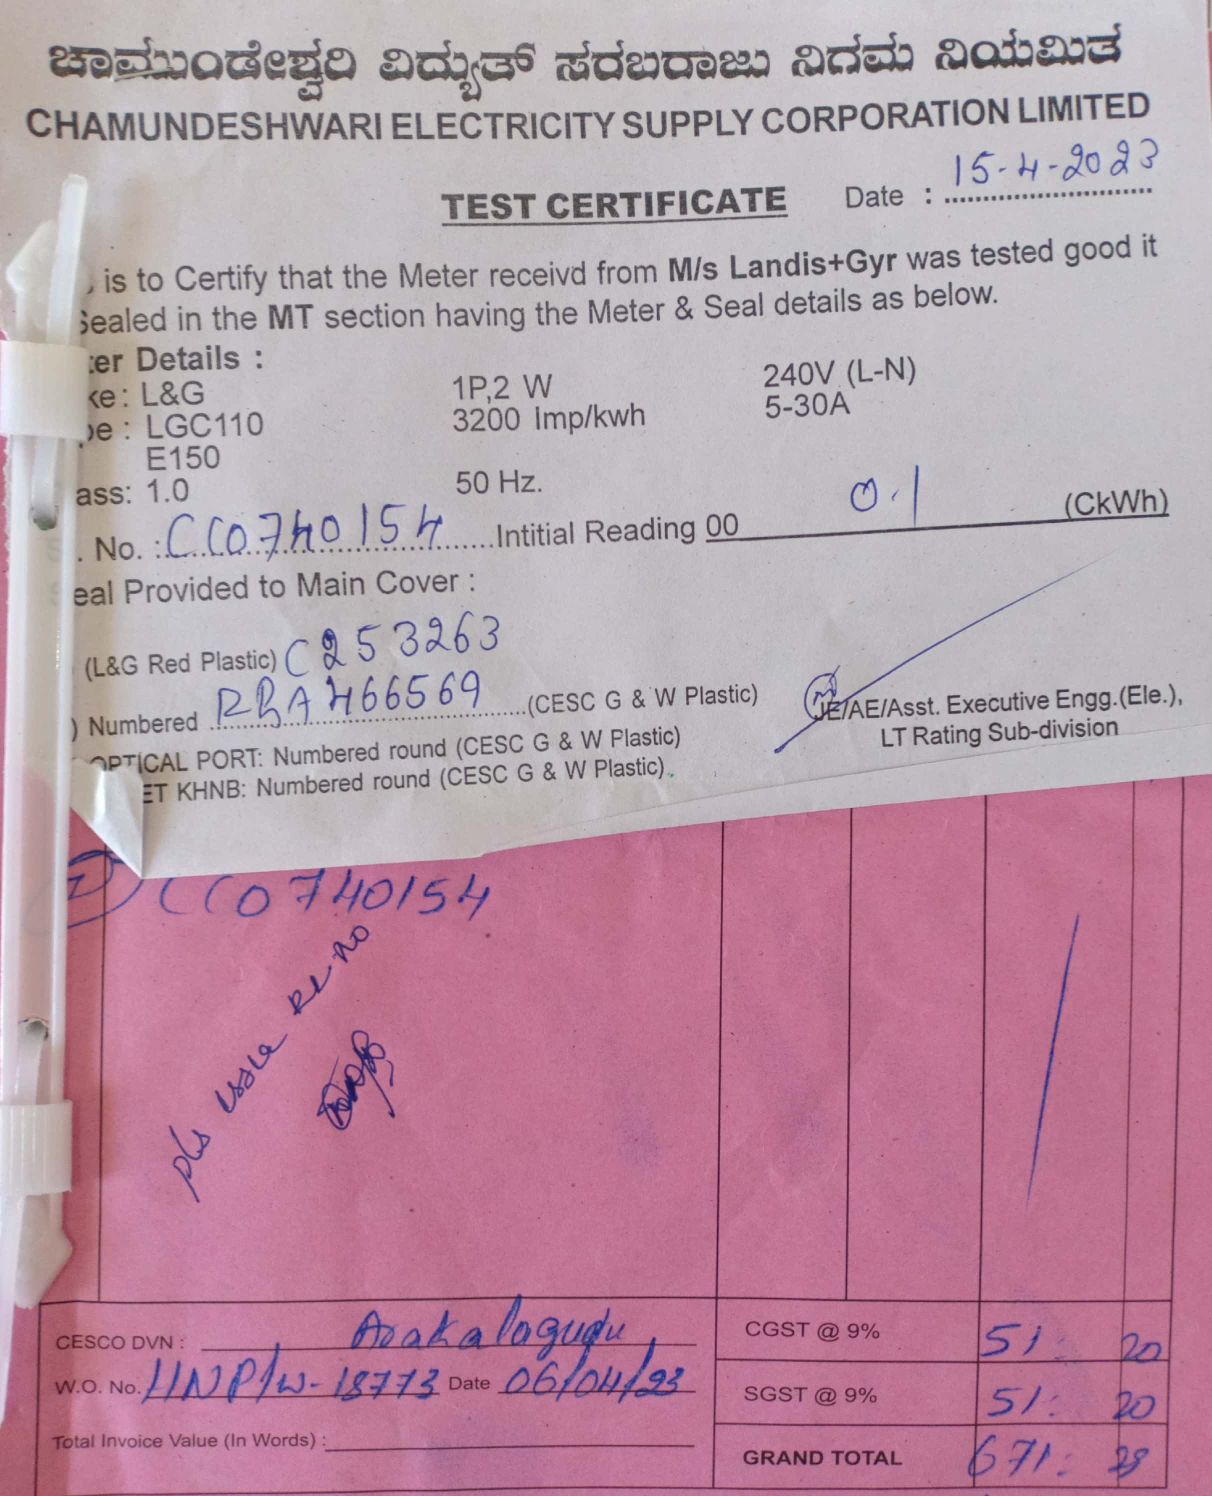 ಚಾಮುಂಡೇಶ್ವರಿ ವಿದ್ಯುತ್ ಸರಬರಾಜು ನಿಗಮ ನಿಯಮಿತ
CHAMUNDESHWARI ELECTRICITY SUPPLY CORPORATION LIMITED
TEST CERTIFICATE Date : 15-4-2023
is to Certify that the Meter receivd from M/s Landis+Gyr was tested good it
Sealed in the MT section having the Meter & Seal details as below.
ter Details :
ke: L&G 1P,2 W 240V (L-N)
pe : LGC110 3200 Imp/kwh 5-30A
E150
ass: 1.0 50 Hz.
. No. : CC0740154 Intitial Reading 00 0.1 (CkWh)
eal Provided to Main Cover :
(L&G Red Plastic) C253263
) Numbered RRA466569 (CESC G & W Plastic)
OPTICAL PORT: Numbered round (CESC G & W Plastic)
ET KHNB: Numbered round (CESC G & W Plastic).
JE/AE/Asst. Executive Engg.(Ele.),
LT Rating Sub-division
CC0740154
pls issue RR no
CESCO DVN : Arakalagudu
W.O. No. HNP/W-18773 Date 06/04/23
Total Invoice Value (In Words) :
CGST @ 9% 51: 20
SGST @ 9% 51: 20
GRAND TOTAL 671: